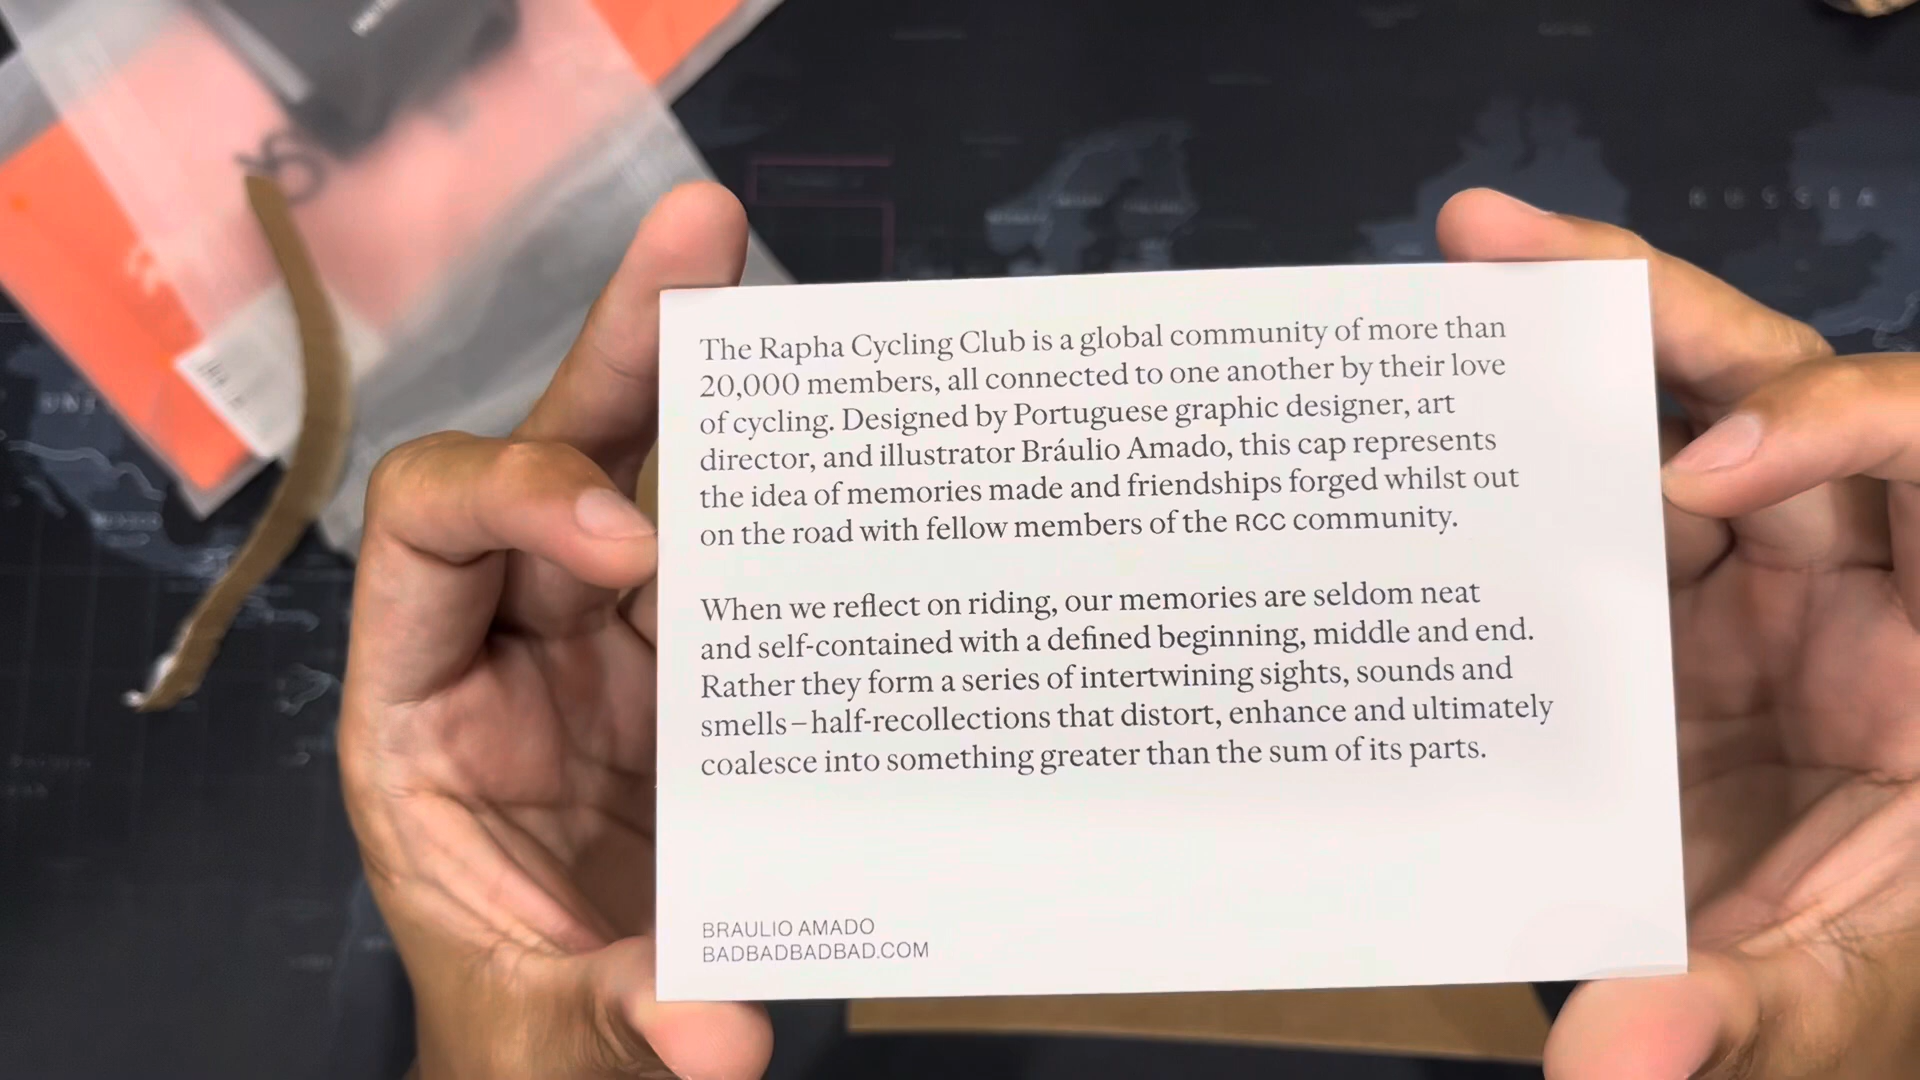 RUSSIA
The Rapha Cycling Club is a global community of more than
20,000 members, all connected to one another by their love
of cycling. Designed by Portuguese graphic designer, art
director, and illustrator Bráulio Amado, this cap represents
the idea of memories made and friendships forged whilst out
on the road with fellow members of the RCC community.
When we reflect on riding, our memories are seldom neat
and self-contained with a defined beginning, middle and end.
Rather they form a series of intertwining sights, sounds and
smells – half-recollections that distort, enhance and ultimately
coalesce into something greater than the sum of its parts.
BRAULIO AMADO
BADBADBADBAD.COM